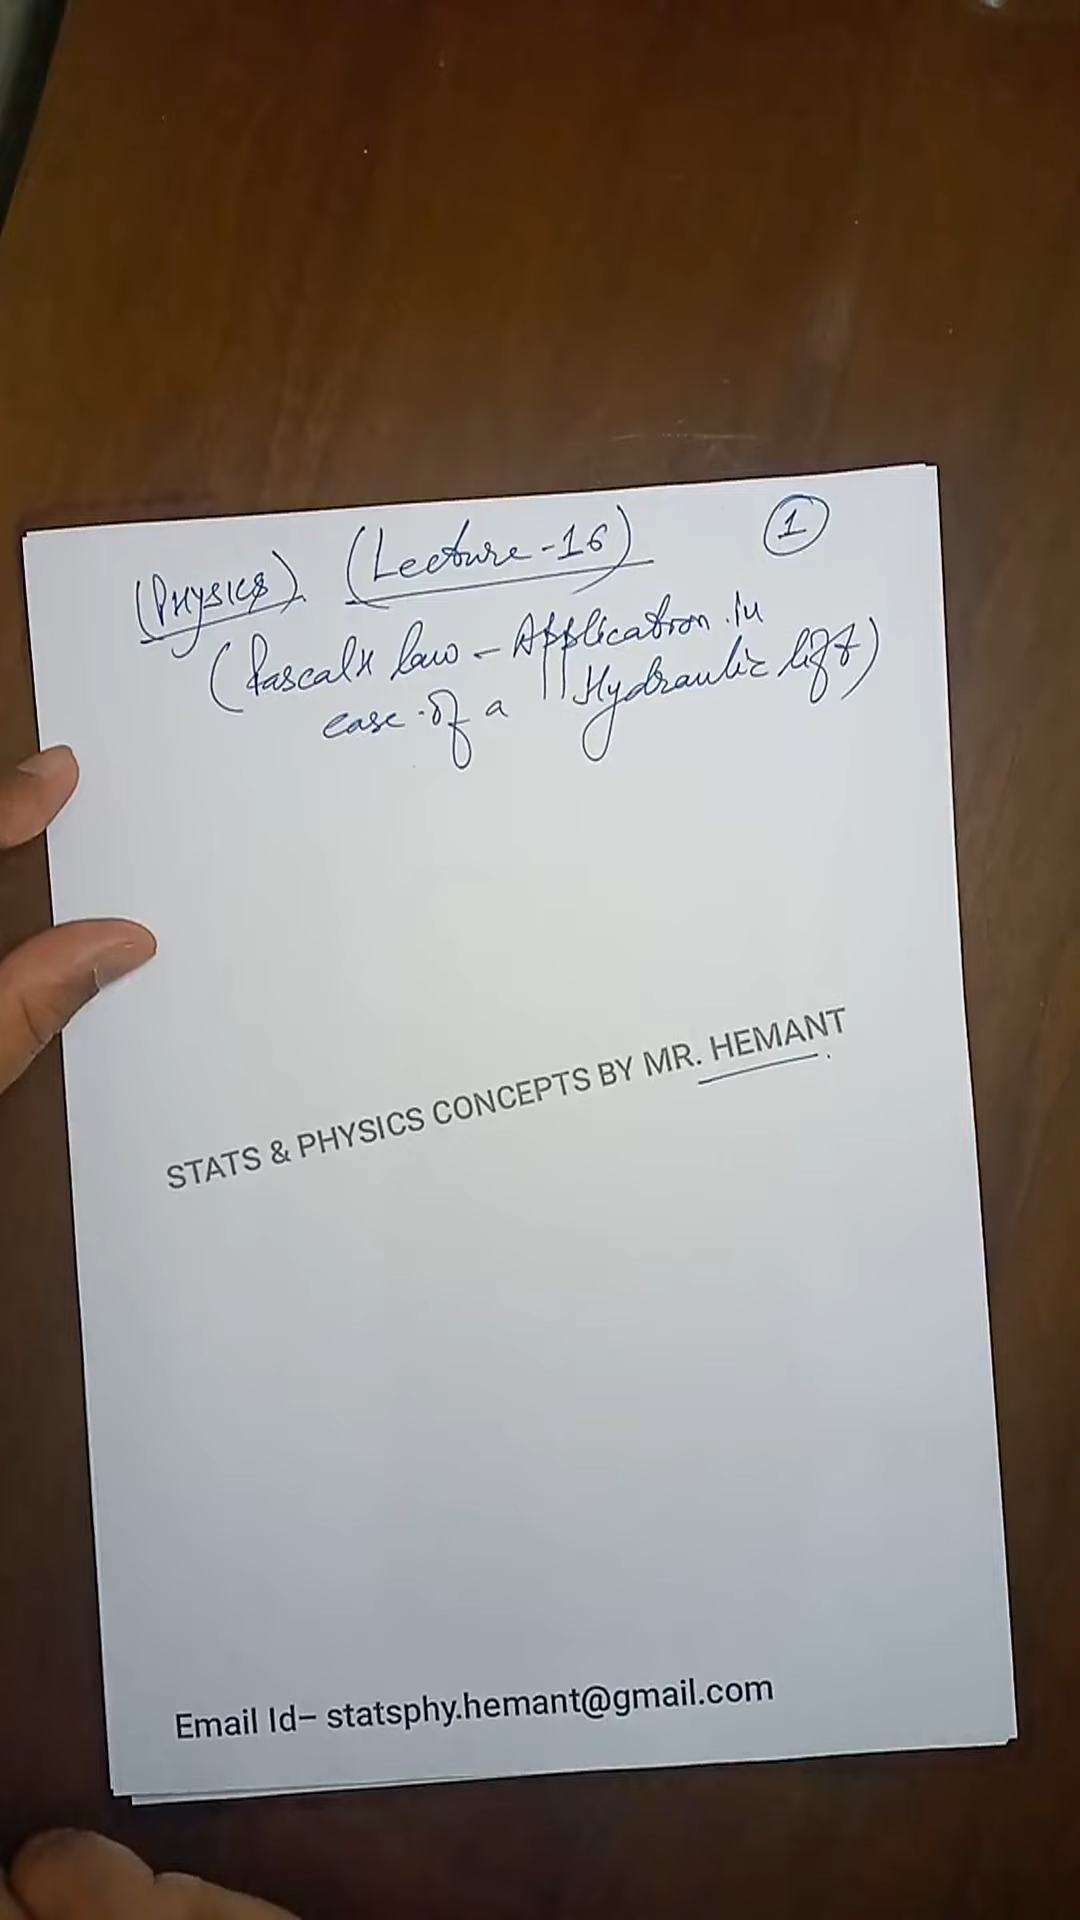 (Physics) (Lecture-16) 1
(Pascal's law - Application in
case of a Hydraulic lift)
STATS & PHYSICS CONCEPTS BY MR. HEMANT
Email Id– statsphy.hemant@gmail.com